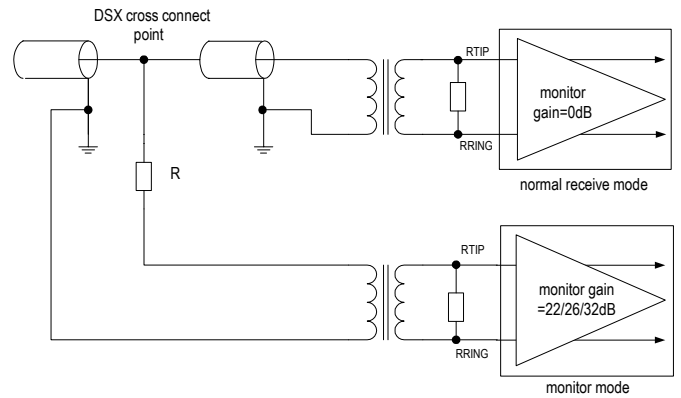 DSX cross connect
point
RTIP
monitor
gain=0dB
RRING
normal receive mode
R
RTIP
monitor gain
=22/26/32dB
RRING
monitor mode